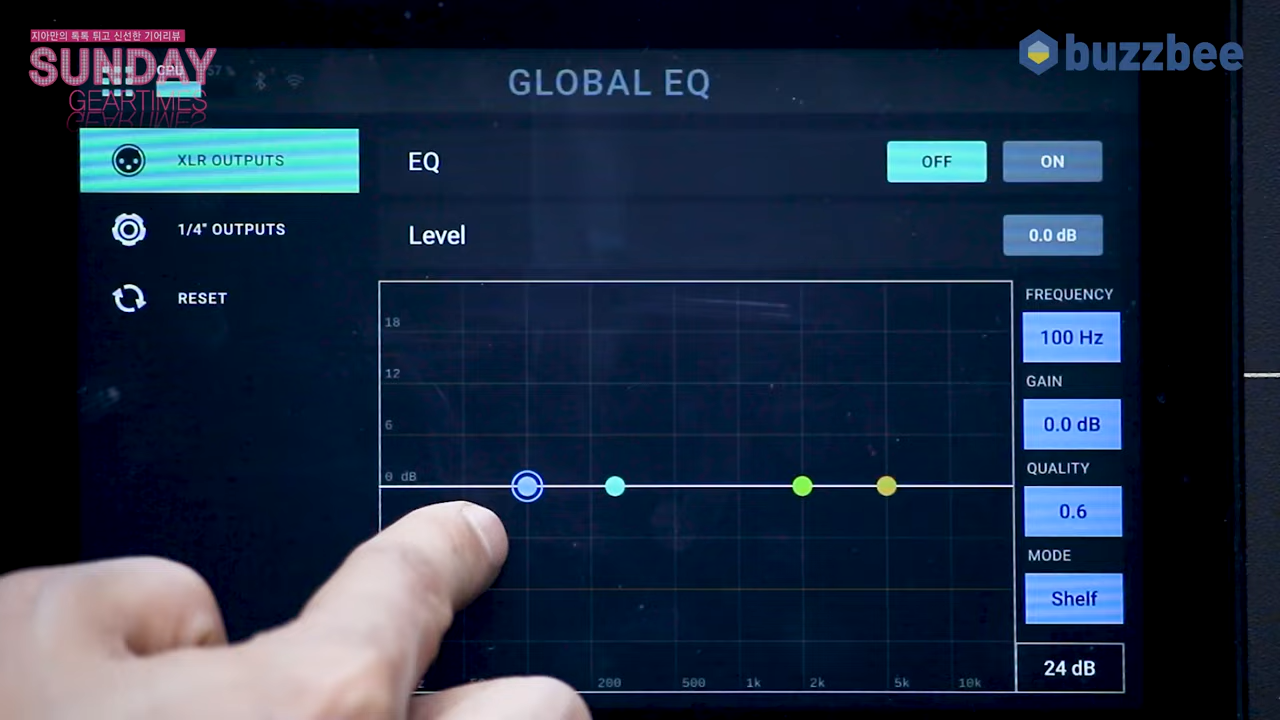 지아만의 톡톡 튀고 신선한 기어리뷰
SUNDAY
GEARTIMES
CPU
buzzbee
GLOBAL EQ
XLR OUTPUTS
1/4" OUTPUTS
RESET
EQ
OFF
ON
Level
0.0 dB
18
12
6
0 dB
200
500
1k
2k
5k
10k
FREQUENCY
100 Hz
GAIN
0.0 dB
QUALITY
0.6
MODE
Shelf
24 dB